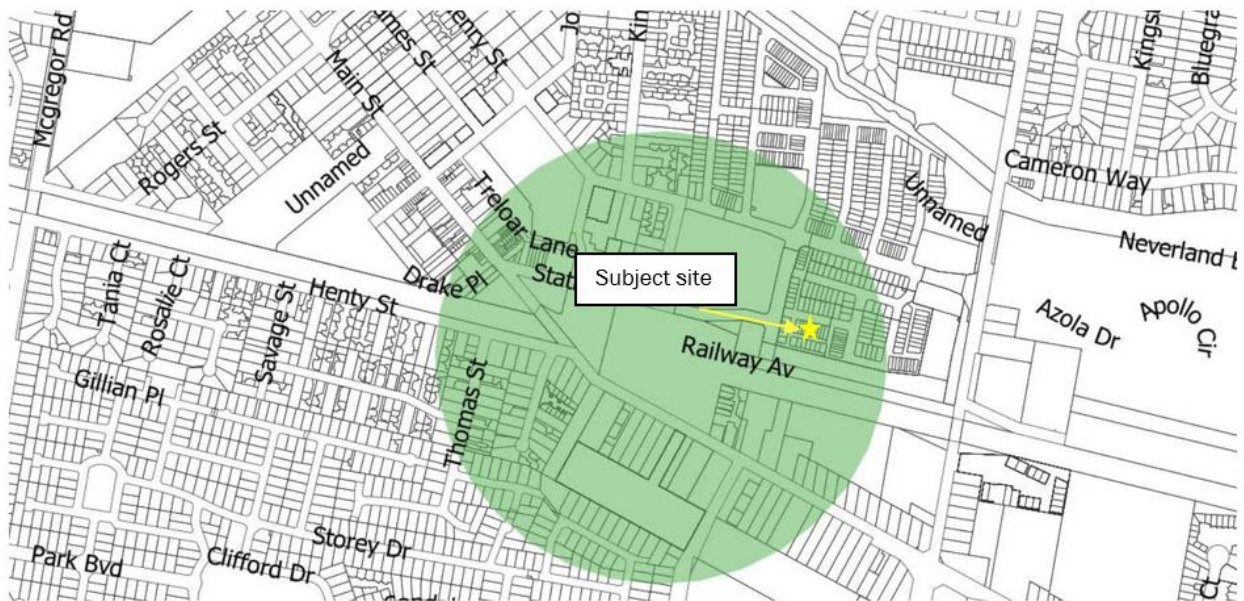 Mcgregor Rd
Main St
Rogers St
Unnamed
Treloar Lane
Cameron Way
Unnamed
Neverland
Tania Ct
Rosalie Ct
Savage St
Henty St
Drake Pl
Subject site
Azola Dr
Apollo Cir
Railway Av
Gillian Pl
Thomas St
Storey Dr
Park Bvd
Clifford Dr
Ct